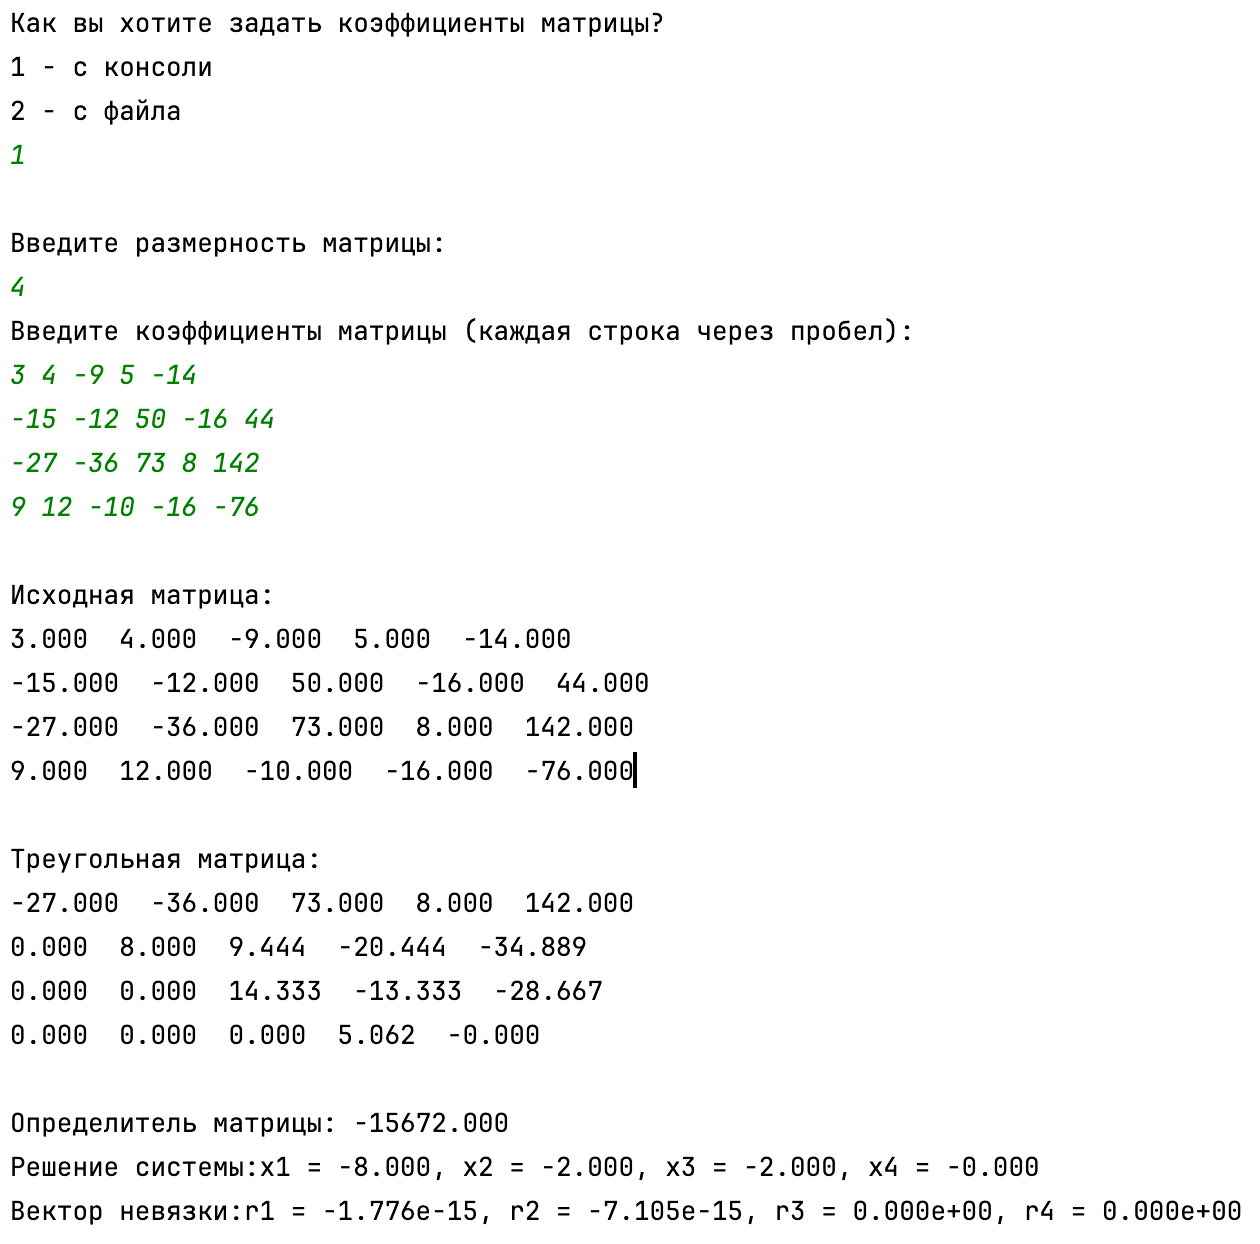 Как вы хотите задать коэффициенты матрицы?
1 - с консоли
2 - с файла
1
Введите размерность матрицы:
4
Введите коэффициенты матрицы (каждая строка через пробел):
3 4 -9 5 -14
-15 -12 50 -16 44
-27 -36 73 8 142
9 12 -10 -16 -76
Исходная матрица:
3.000  4.000  -9.000  5.000  -14.000
-15.000  -12.000  50.000  -16.000  44.000
-27.000  -36.000  73.000  8.000  142.000
9.000  12.000  -10.000  -16.000  -76.000
Треугольная матрица:
-27.000  -36.000  73.000  8.000  142.000
0.000  8.000  9.444  -20.444  -34.889
0.000  0.000  14.333  -13.333  -28.667
0.000  0.000  0.000  5.062  -0.000
Определитель матрицы: -15672.000
Решение системы:x1 = -8.000, x2 = -2.000, x3 = -2.000, x4 = -0.000
Вектор невязки:r1 = -1.776e-15, r2 = -7.105e-15, r3 = 0.000e+00, r4 = 0.000e+00